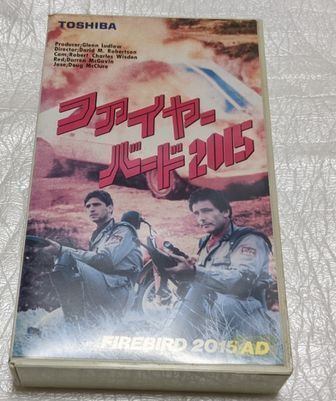 TOSHIBA
Producer;Glenn Ludlow
Director;David M. Robertson
Cam;Robert Charles Wisden
Red;Darren McGavin
Jase;Doug McClure
ファイヤー
バード2015
FIREBIRD 2015 AD